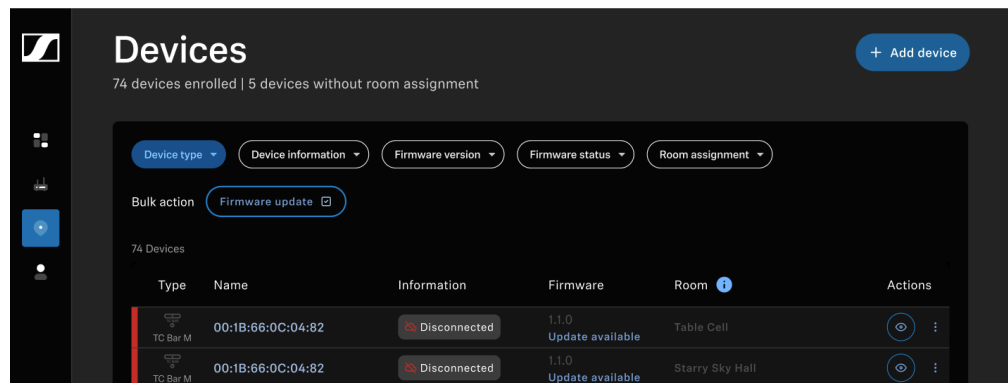 Devices
+ Add device
74 devices enrolled | 5 devices without room assignment
Device type
Device information
Firmware version
Firmware status
Room assignment
Bulk action
Firmware update
74 Devices
Type Name Information Firmware Room Actions
TC Bar M
00:1B:66:0C:04:82
Disconnected
1.1.0
Update available
Table Cell
TC Bar M
00:1B:66:0C:04:82
Disconnected
1.1.0
Update available
Starry Sky Hall